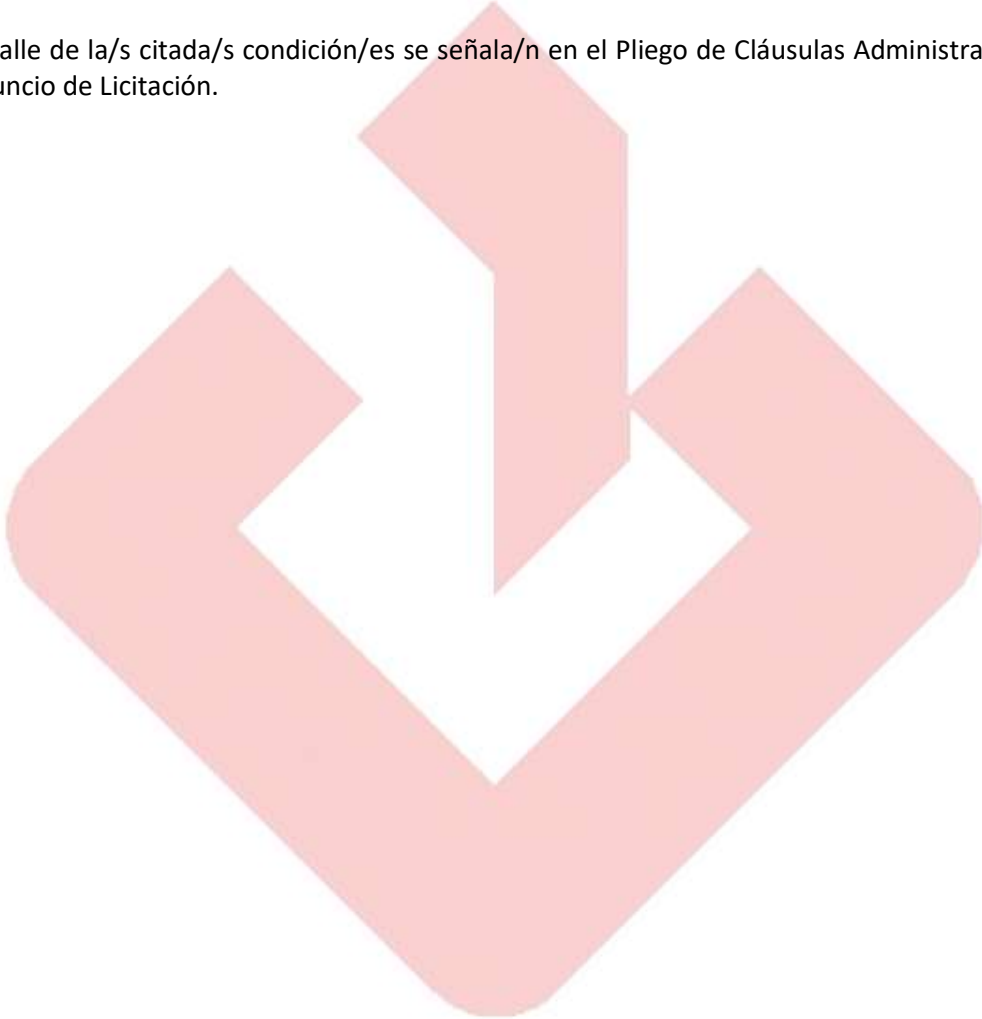 alle de la/s citada/s condición/es se señala/n en el Pliego de Cláusulas Administra
uncio de Licitación.